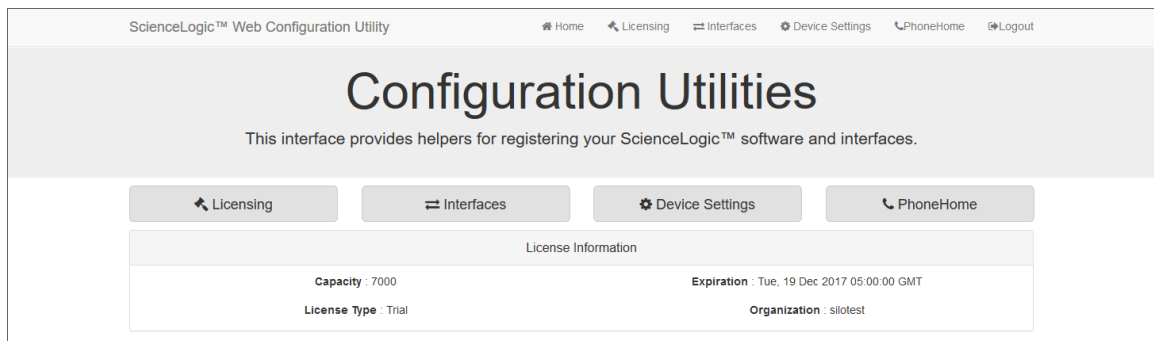 ScienceLogic™ Web Configuration Utility Home Licensing Interfaces Device Settings PhoneHome Logout
Configuration Utilities
This interface provides helpers for registering your ScienceLogic™ software and interfaces.
Licensing Interfaces Device Settings PhoneHome
License Information
Capacity : 7000 Expiration : Tue, 19 Dec 2017 05:00:00 GMT
License Type : Trial Organization : silotest